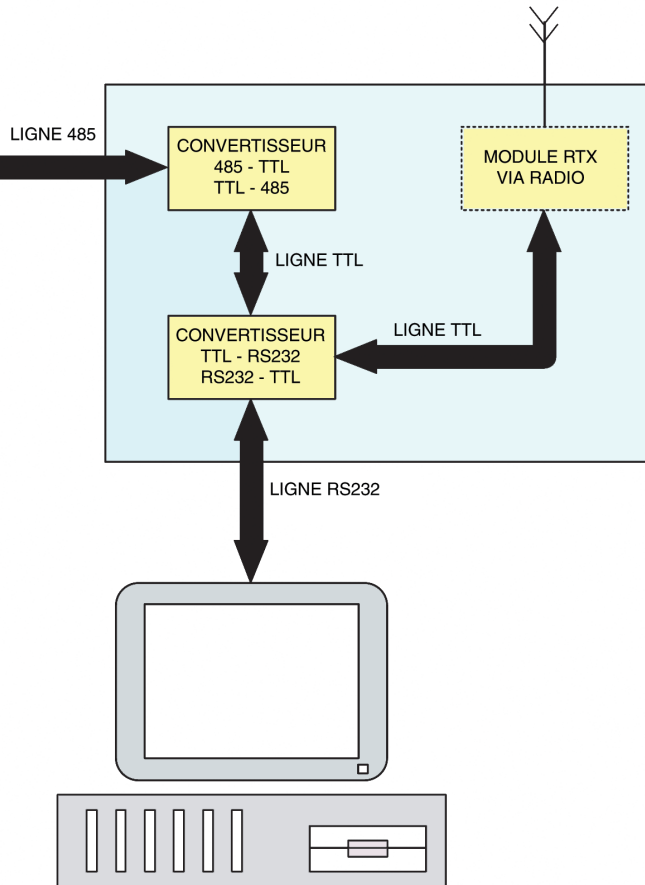 LIGNE 485
CONVERTISSEUR
485 - TTL
TTL - 485
MODULE RTX
VIA RADIO
LIGNE TTL
CONVERTISSEUR
TTL - RS232
RS232 - TTL
LIGNE TTL
LIGNE RS232